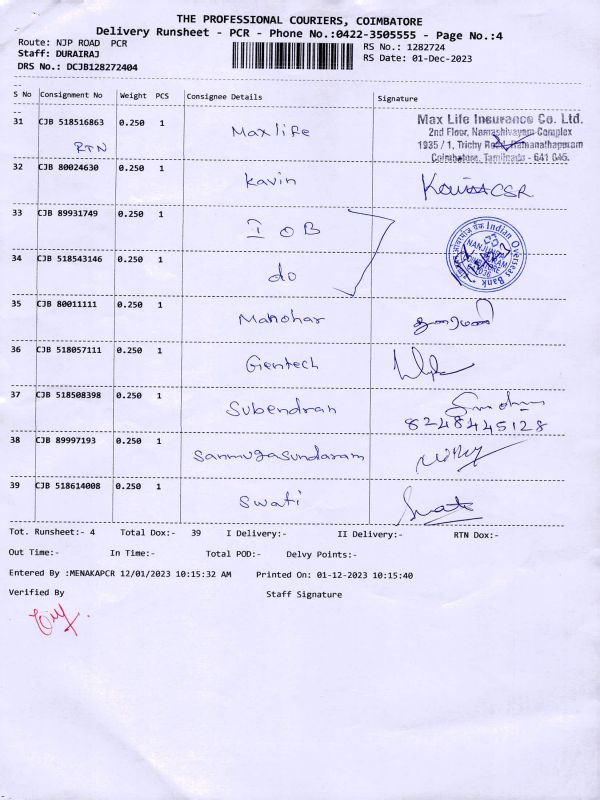 THE PROFESSIONAL COURIERS, COIMBATORE
Delivery Runsheet - PCR - Phone No.:0422-3505555 - Page No.:4
Route: NJP ROAD PCR
RS No.: 1282724
Staff: DURAIRAJ
RS Date: 01-Dec-2023
DRS No.: DCJB128272404
S No Consignment No Weight PCS Consignee Details Signature
31 CJB 518516863 0.250 1 Maxlife
RTN
Max Life Insurance Co. Ltd.
2nd Floor, Namashivayam Complex
1935 / 1, Trichy Road, Ramanathapuram
Coimbatore, Tamilnadu - 641 045.
32 CJB 80024630 0.250 1 Kavin
CSR
33 CJB 89931749 0.250 1 IOB
Indian Overseas Bank
34 CJB 518543146 0.250 1 do
35 CJB 80011111 0.250 1 Manohar
36 CJB 518057111 0.250 1 Gentech
37 CJB 518508398 0.250 1 Subendran
8248445128
38 CJB 89997193 0.250 1 Sanmugasundaram
39 CJB 518614008 0.250 1 Swati
Tot. Runsheet:- 4 Total Dox:- 39 I Delivery:- II Delivery:- RTN Dox:-
Out Time:- In Time:- Total POD:- Delvy Points:-
Entered By :MENAKAPCR 12/01/2023 10:15:32 AM Printed On: 01-12-2023 10:15:40
Verified By Staff Signature